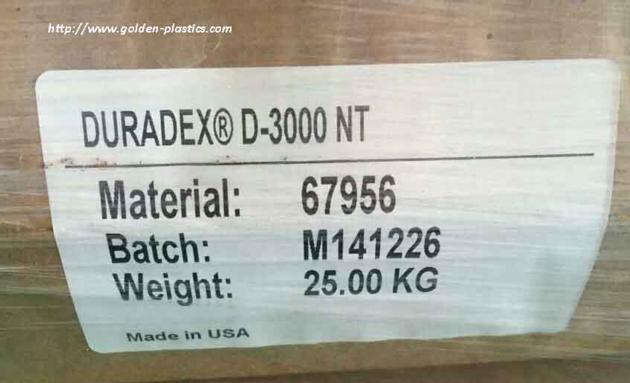 http://www.golden-plastics.com
DURADEX® D-3000 NT
Material: 67956
Batch: M141226
Weight: 25.00 KG
Made in USA